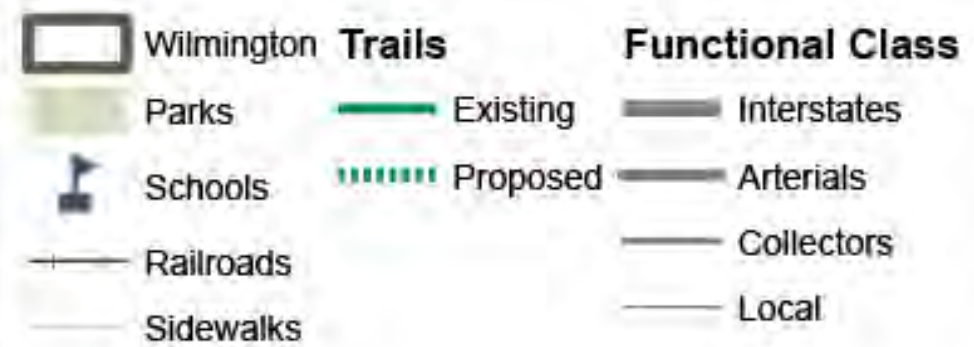 Wilmington
Parks
Schools
Railroads
Sidewalks
Trails
Existing
Proposed
Functional Class
Interstates
Arterials
Collectors
Local